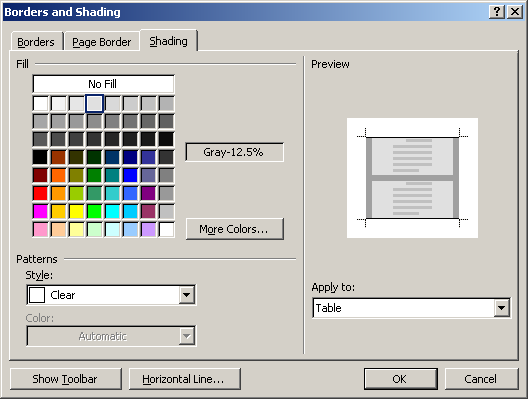 Borders and Shading
Borders
Page Border
Shading
Fill
No Fill
Gray-12.5%
More Colors...
Patterns
Style:
Clear
Color:
Automatic
Preview
Apply to:
Table
Show Toolbar
Horizontal Line...
OK
Cancel